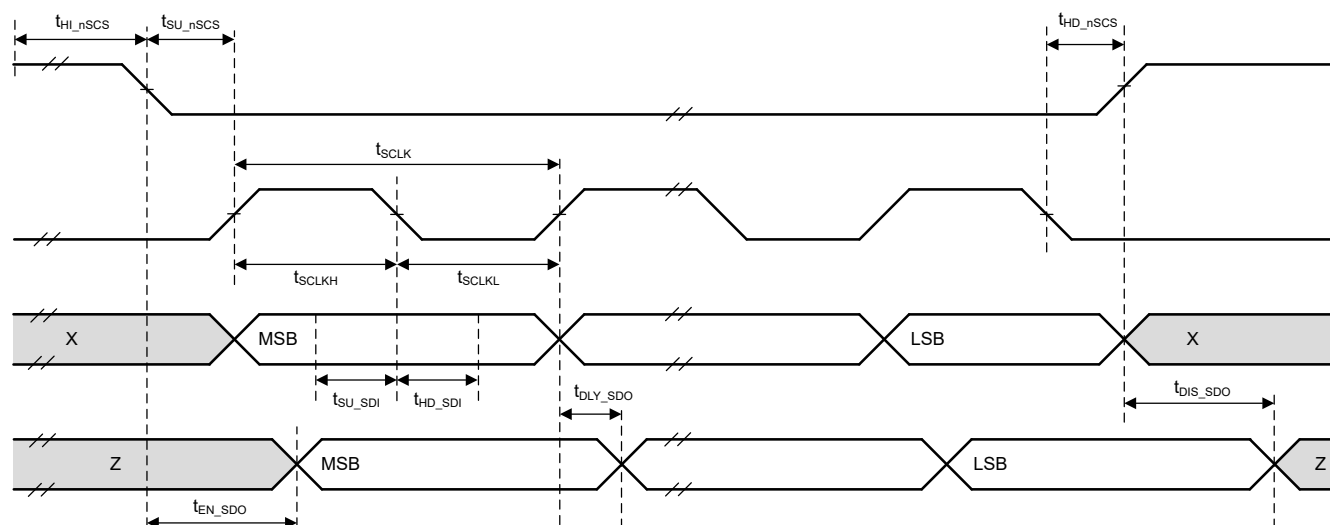 tHI_nSCS tSU_nSCS tHD_nSCS
tSCLK
tSCLKH tSCLKL
X MSB LSB X
tSU_SDI tHD_SDI tDLY_SDO tDIS_SDO
Z MSB LSB Z
tEN_SDO